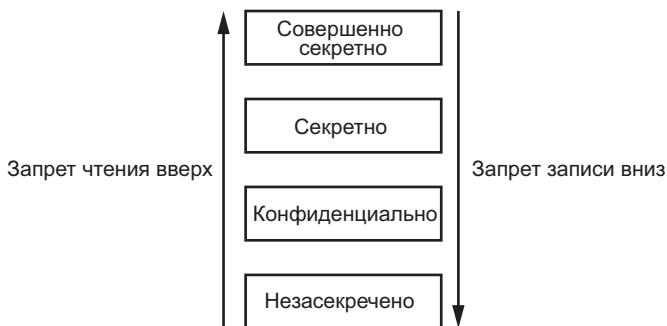 Совершенно
секретно
Секретно
Запрет чтения вверх
Запрет записи вниз
Конфиденциально
Незасекречено